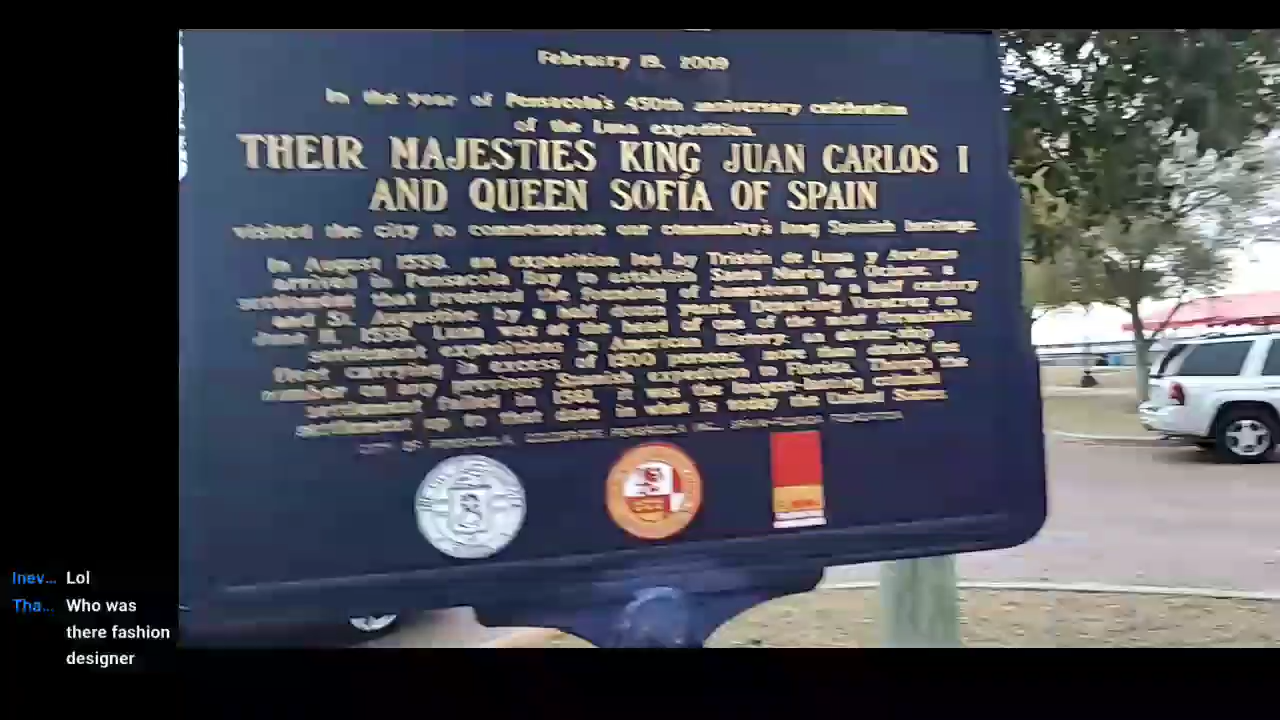 February 19, 2009
In the year of Pensacola's 450th anniversary celebration
of the Luna expedition,
THEIR MAJESTIES KING JUAN CARLOS I
AND QUEEN SOFÍA OF SPAIN
visited the city to commemorate our community's long Spanish heritage.
In August 1559, an expedition led by Tristán de Luna y Arellano
arrived in Pensacola Bay to establish Santa María de Ochuse, a
settlement that predated the founding of Jamestown by a half century
and St. Augustine by a half dozen years. Departing Veracruz on
June 11, 1559, Luna was at the head of one of the most formidable
settlement expeditions in American History, an eleven-ship
fleet carrying in excess of 1500 persons, more than double the
number on any previous Spanish expedition to Florida. Though the
settlement failed in 1561, it was the longest-lasting colonial
settlement up to that date in what is today the United States.
CITY OF PENSACOLA,
Inev... Lol
Tha... Who was
there fashion
designer